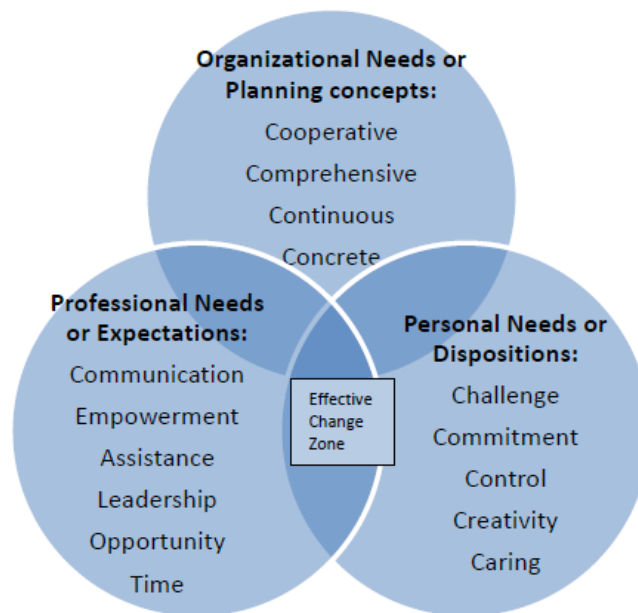 Organizational Needs or
Planning concepts:
Cooperative
Comprehensive
Continuous
Concrete
Professional Needs
or Expectations:
Communication
Empowerment
Assistance
Leadership
Opportunity
Time
Effective
Change
Zone
Personal Needs or
Dispositions:
Challenge
Commitment
Control
Creativity
Caring